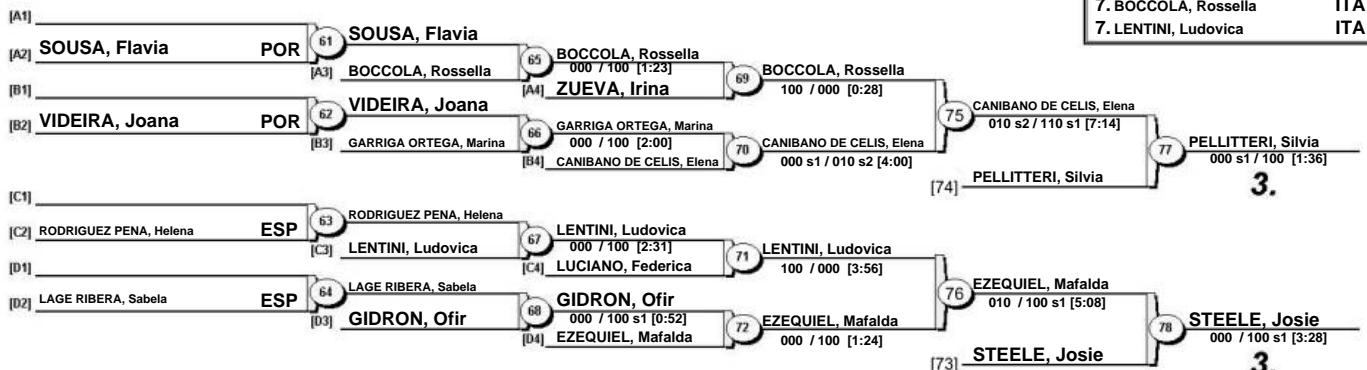 7. BOCCOLA, Rossella ITA
7. LENTINI, Ludovica ITA
[A1]
[A2] SOUSA, Flavia POR
61
SOUSA, Flavia
[A3] BOCCOLA, Rossella
65
BOCCOLA, Rossella
000 / 100 [1:23]
[A4] ZUEVA, Irina
69
BOCCOLA, Rossella
100 / 000 [0:28]
[B1]
[B2] VIDEIRA, Joana POR
62
VIDEIRA, Joana
[B3] GARRIGA ORTEGA, Marina
66
GARRIGA ORTEGA, Marina
000 / 100 [2:00]
[B4] CANIBANO DE CELIS, Elena
70
CANIBANO DE CELIS, Elena
000 s1 / 010 s2 [4:00]
75
CANIBANO DE CELIS, Elena
010 s2 / 110 s1 [7:14]
[74] PELLITTERI, Silvia
77
PELLITTERI, Silvia
000 s1 / 100 [1:36]
3.
[C1]
[C2] RODRIGUEZ PENA, Helena ESP
63
RODRIGUEZ PENA, Helena
[C3] LENTINI, Ludovica
67
LENTINI, Ludovica
000 / 100 [2:31]
[C4] LUCIANO, Federica
71
LENTINI, Ludovica
100 / 000 [3:56]
[D1]
[D2] LAGE RIBERA, Sabela ESP
64
LAGE RIBERA, Sabela
[D3] GIDRON, Ofir
68
GIDRON, Ofir
000 / 100 s1 [0:52]
[D4] EZEQUIEL, Mafalda
72
EZEQUIEL, Mafalda
000 / 100 [1:24]
76
EZEQUIEL, Mafalda
010 / 100 s1 [5:08]
[73] STEELE, Josie
78
STEELE, Josie
000 / 100 s1 [3:28]
3.